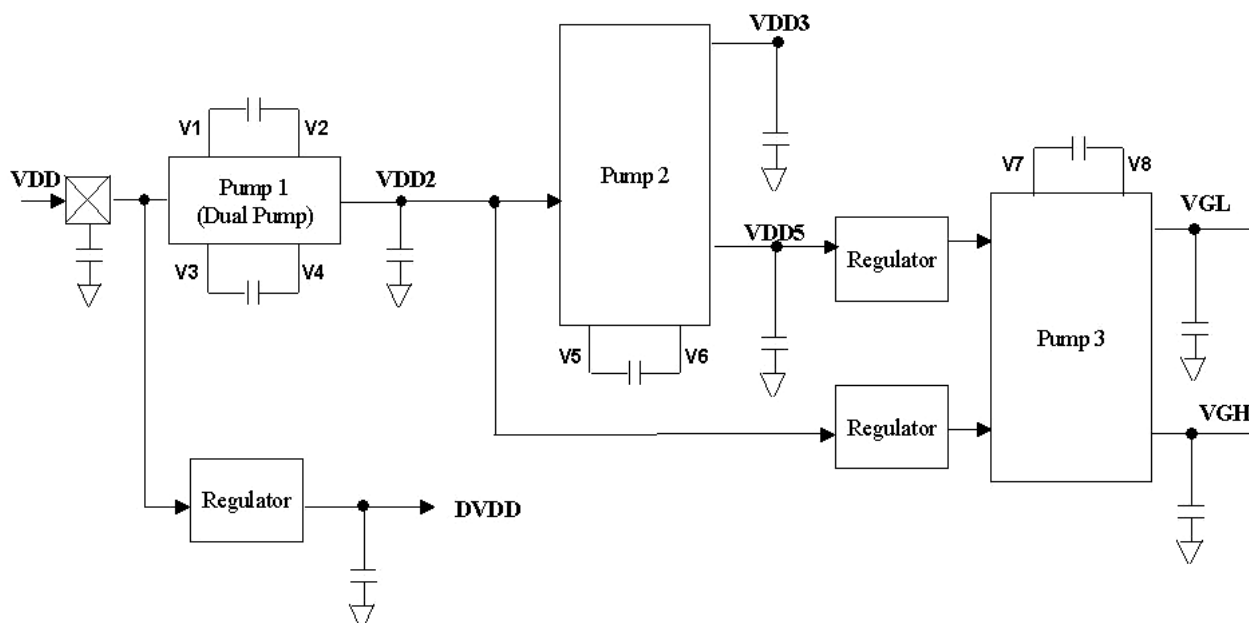 VDD3
V1
V2
V7
V8
VDD
Pump 1
(Dual Pump)
VDD2
Pump 2
VGL
VDD5
Regulator
V3
V4
Pump 3
V5
V6
VGH
Regulator
Regulator
DVDD